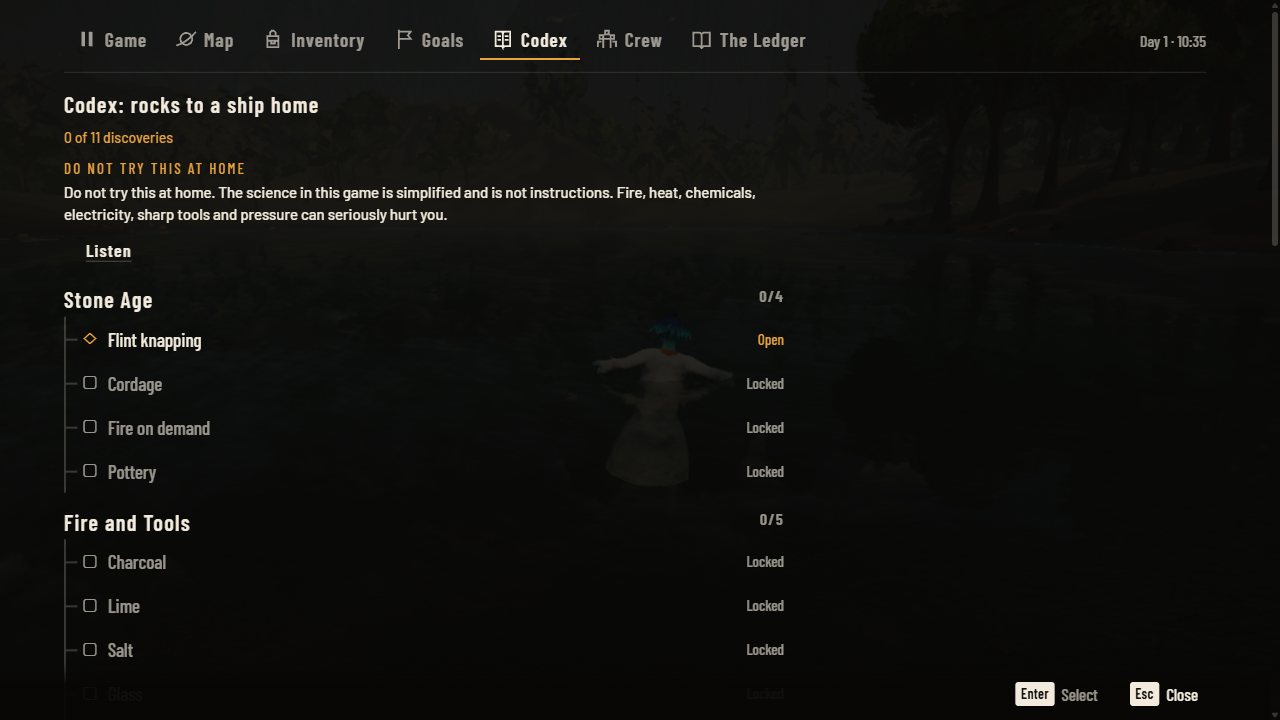 Game Map Inventory Goals Codex Crew The Ledger Day 1 · 10:35
Codex: rocks to a ship home
0 of 11 discoveries
DO NOT TRY THIS AT HOME
Do not try this at home. The science in this game is simplified and is not instructions. Fire, heat, chemicals,
electricity, sharp tools and pressure can seriously hurt you.
Listen
Stone Age 0/4
Flint knapping Open
Cordage Locked
Fire on demand Locked
Pottery Locked
Fire and Tools 0/5
Charcoal Locked
Lime Locked
Salt Locked
Glass Locked
Enter Select Esc Close